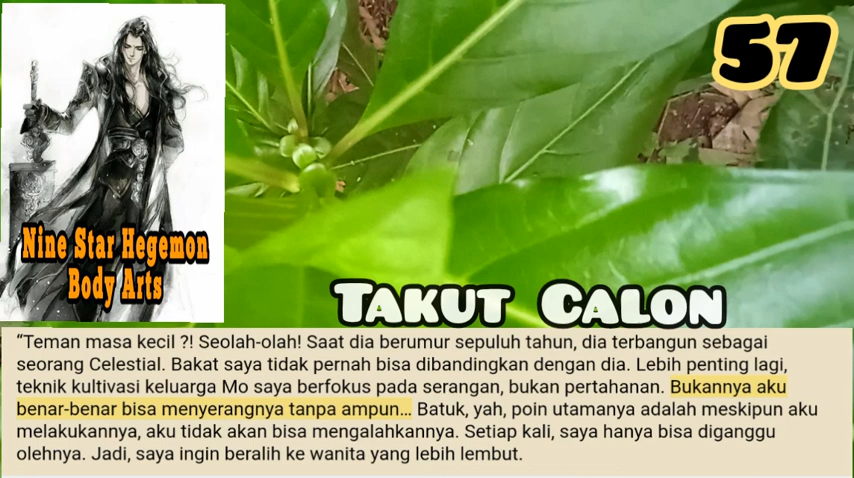 57
Nine Star Hegemon
Body Arts
TAKUT CALON
“Teman masa kecil ?! Seolah-olah! Saat dia berumur sepuluh tahun, dia terbangun sebagai
seorang Celestial. Bakat saya tidak pernah bisa dibandingkan dengan dia. Lebih penting lagi,
teknik kultivasi keluarga Mo saya berfokus pada serangan, bukan pertahanan. Bukannya aku
benar-benar bisa menyerangnya tanpa ampun… Batuk, yah, poin utamanya adalah meskipun aku
melakukannya, aku tidak akan bisa mengalahkannya. Setiap kali, saya hanya bisa diganggu
olehnya. Jadi, saya ingin beralih ke wanita yang lebih lembut.